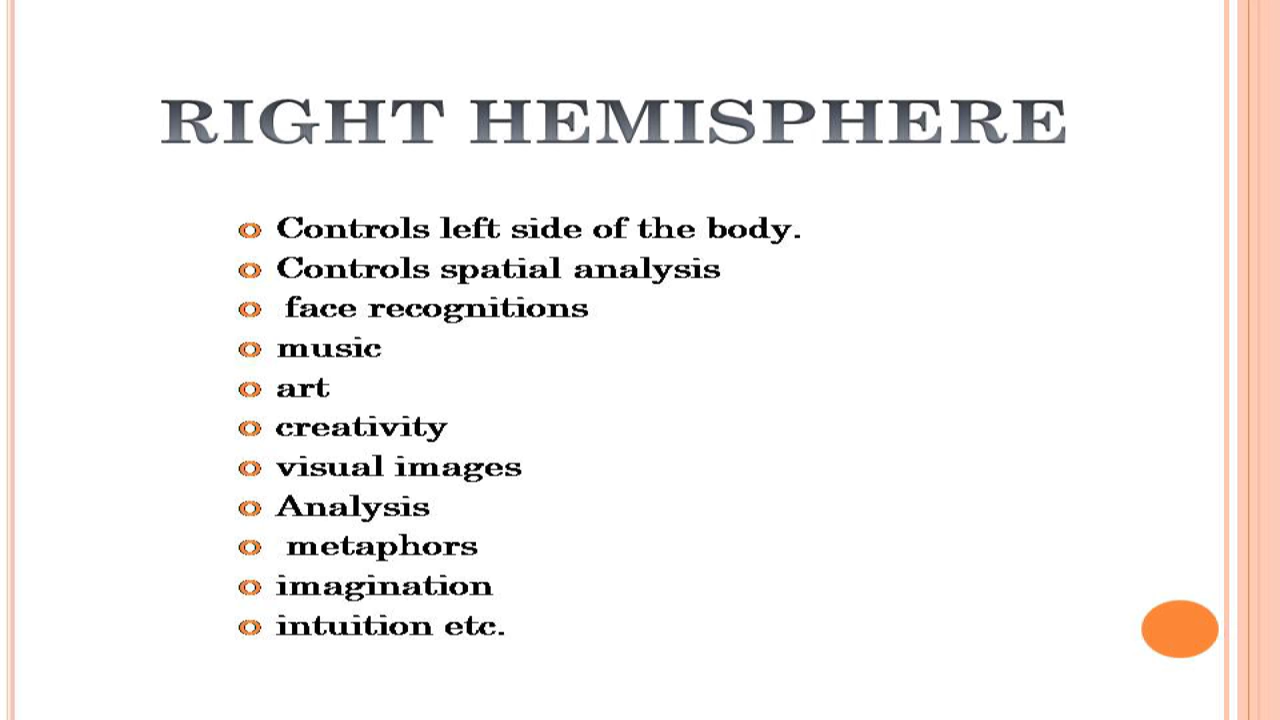 RIGHT HEMISPHERE
Controls left side of the body.
Controls spatial analysis
face recognitions
music
art
creativity
visual images
Analysis
metaphors
imagination
intuition etc.